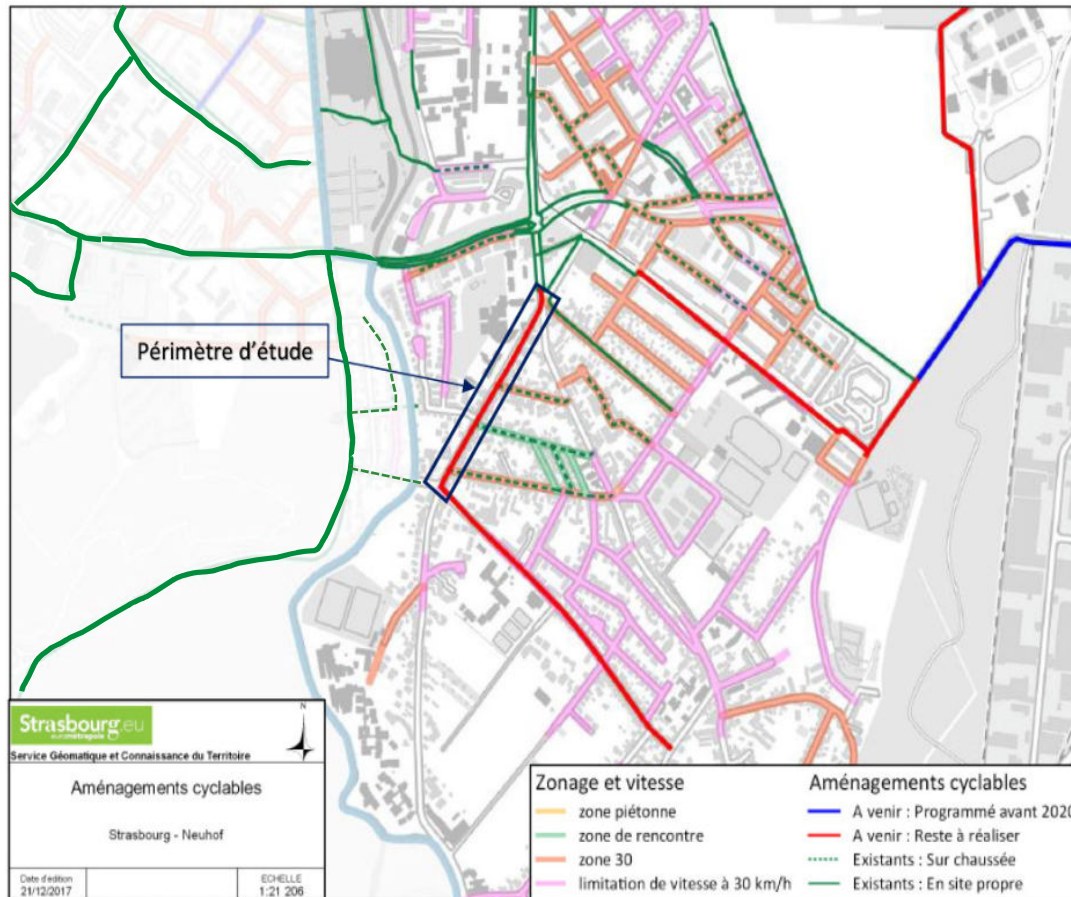 Périmètre d'étude
Strasbourg.eu
eurométropole
Service Géomatique et Connaissance du Territoire
N
Aménagements cyclables
Strasbourg - Neuhof
Date d'édition
21/12/2017
ECHELLE
1:21 206
Zonage et vitesse
zone piétonne
zone de rencontre
zone 30
limitation de vitesse à 30 km/h
Aménagements cyclables
A venir : Programmé avant 2020
A venir : Reste à réaliser
Existants : Sur chaussée
Existants : En site propre